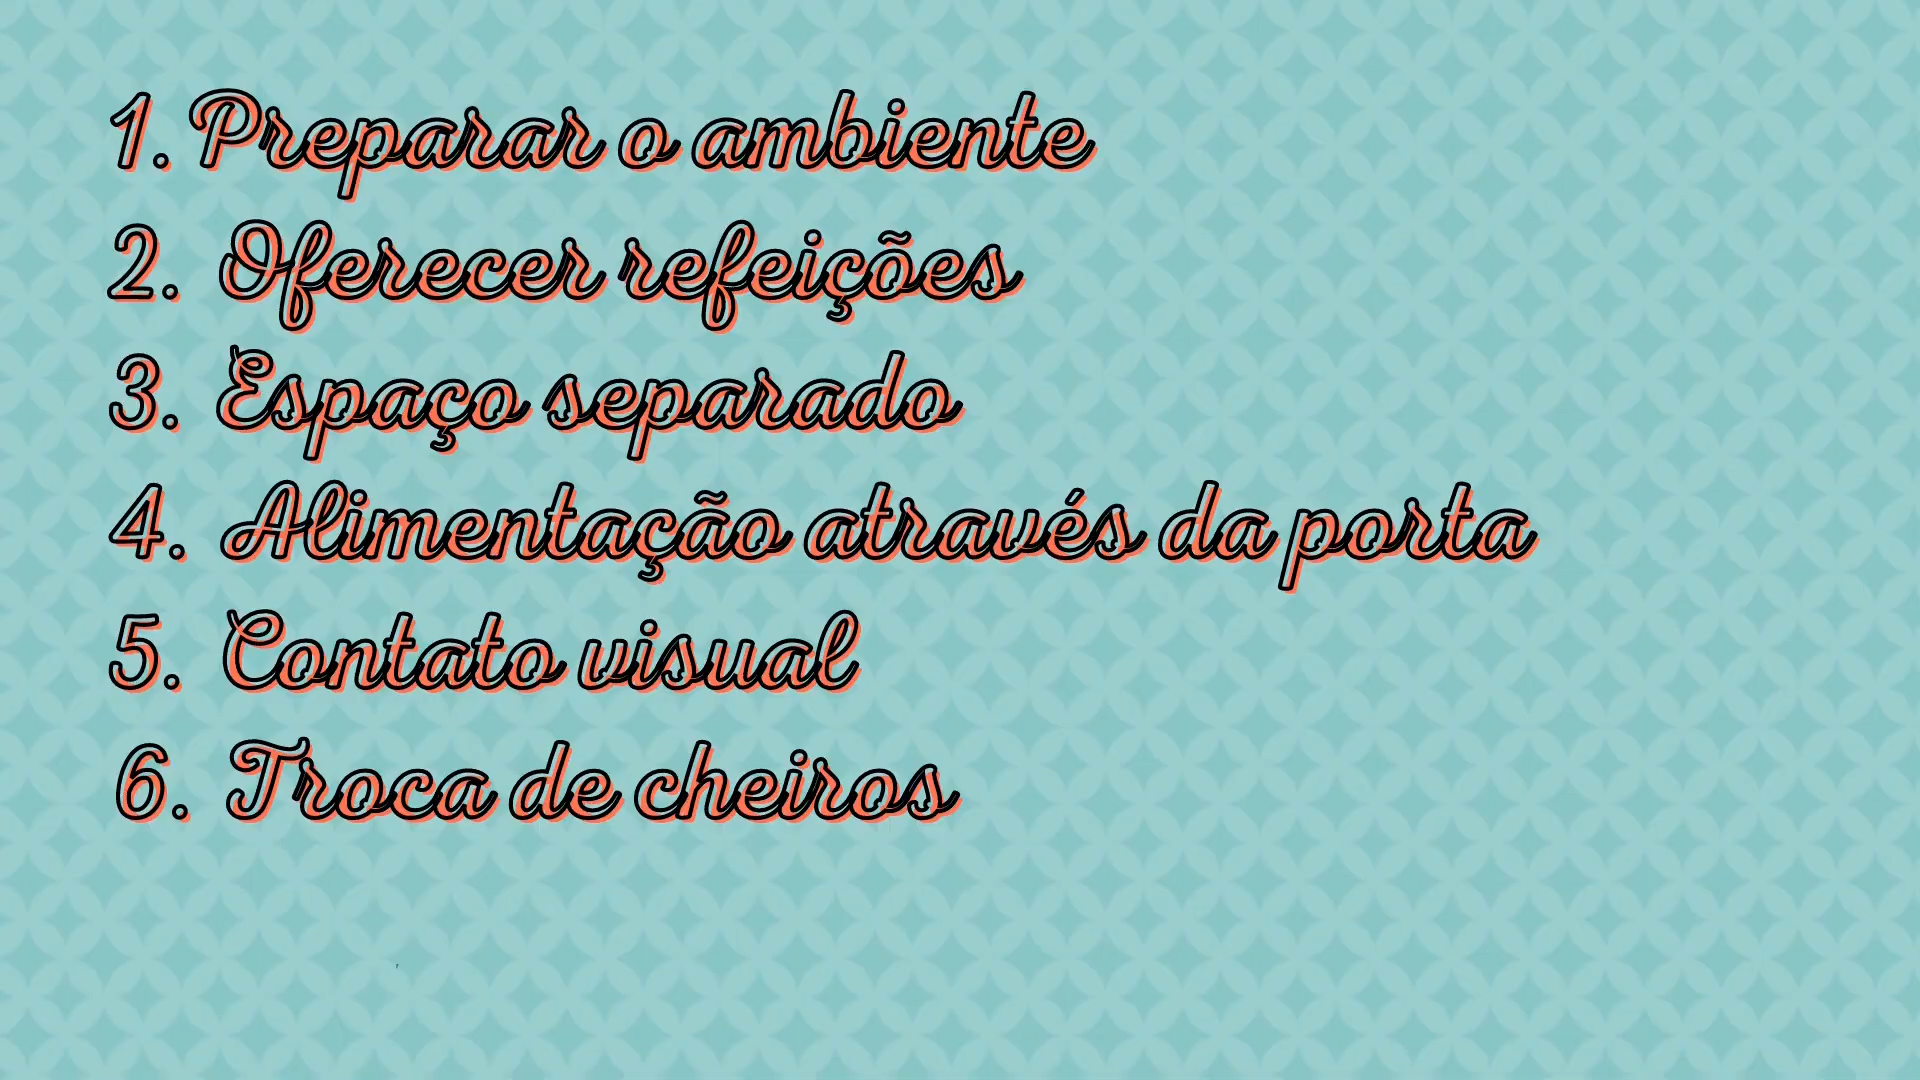 1. Preparar o ambiente
2. Oferecer refeições
3. Espaço separado
4. Alimentação através da porta
5. Contato visual
6. Troca de cheiros